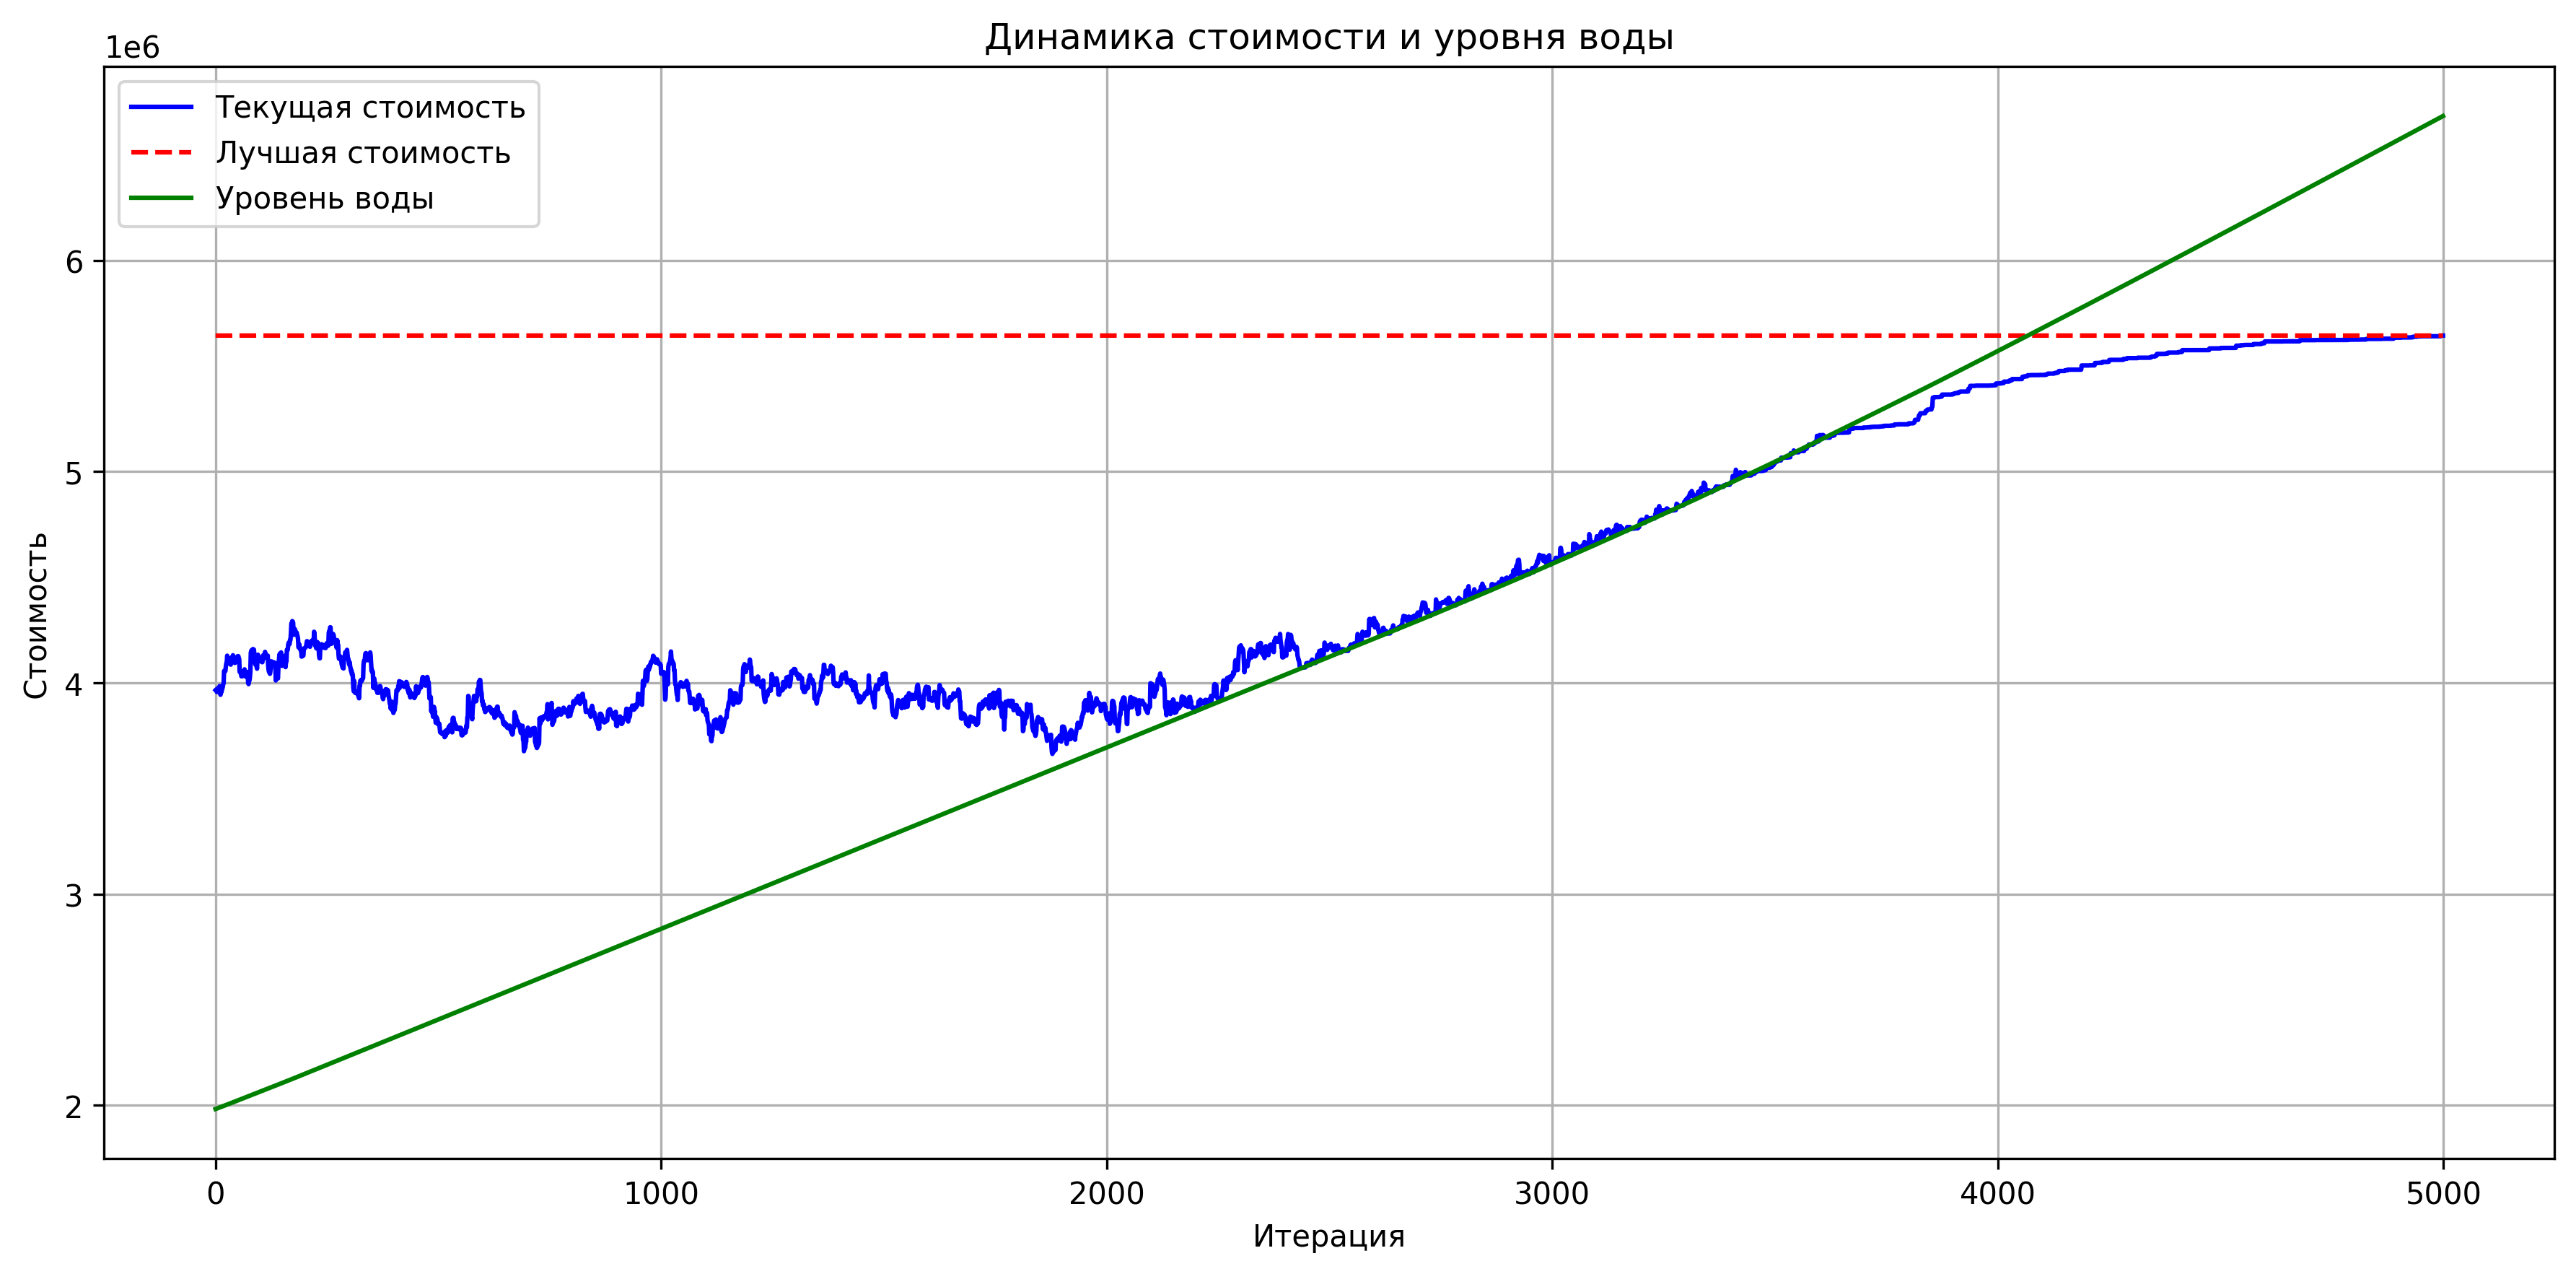 Динамика стоимости и уровня воды
1e6
Текущая стоимость
Лучшая стоимость
Уровень воды
Стоимость
6
5
4
3
2
0 1000 2000 3000 4000 5000
Итерация